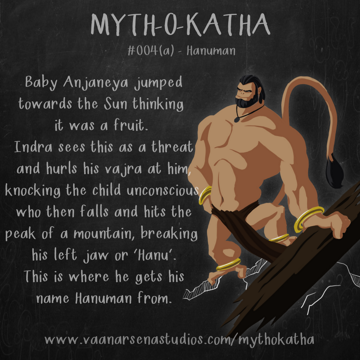 MYTH-O-KATHA
#004(a) - Hanuman
Baby Anjaneya jumped
towards the Sun thinking
it was a fruit.
Indra sees this as a threat
and hurls his vajra at him,
knocking the child unconscious
who then falls and hits the
peak of a mountain, breaking
his left jaw or 'Hanu'.
This is where he gets his
name Hanuman from.
www.vaanarsenastudios.com/mythokatha